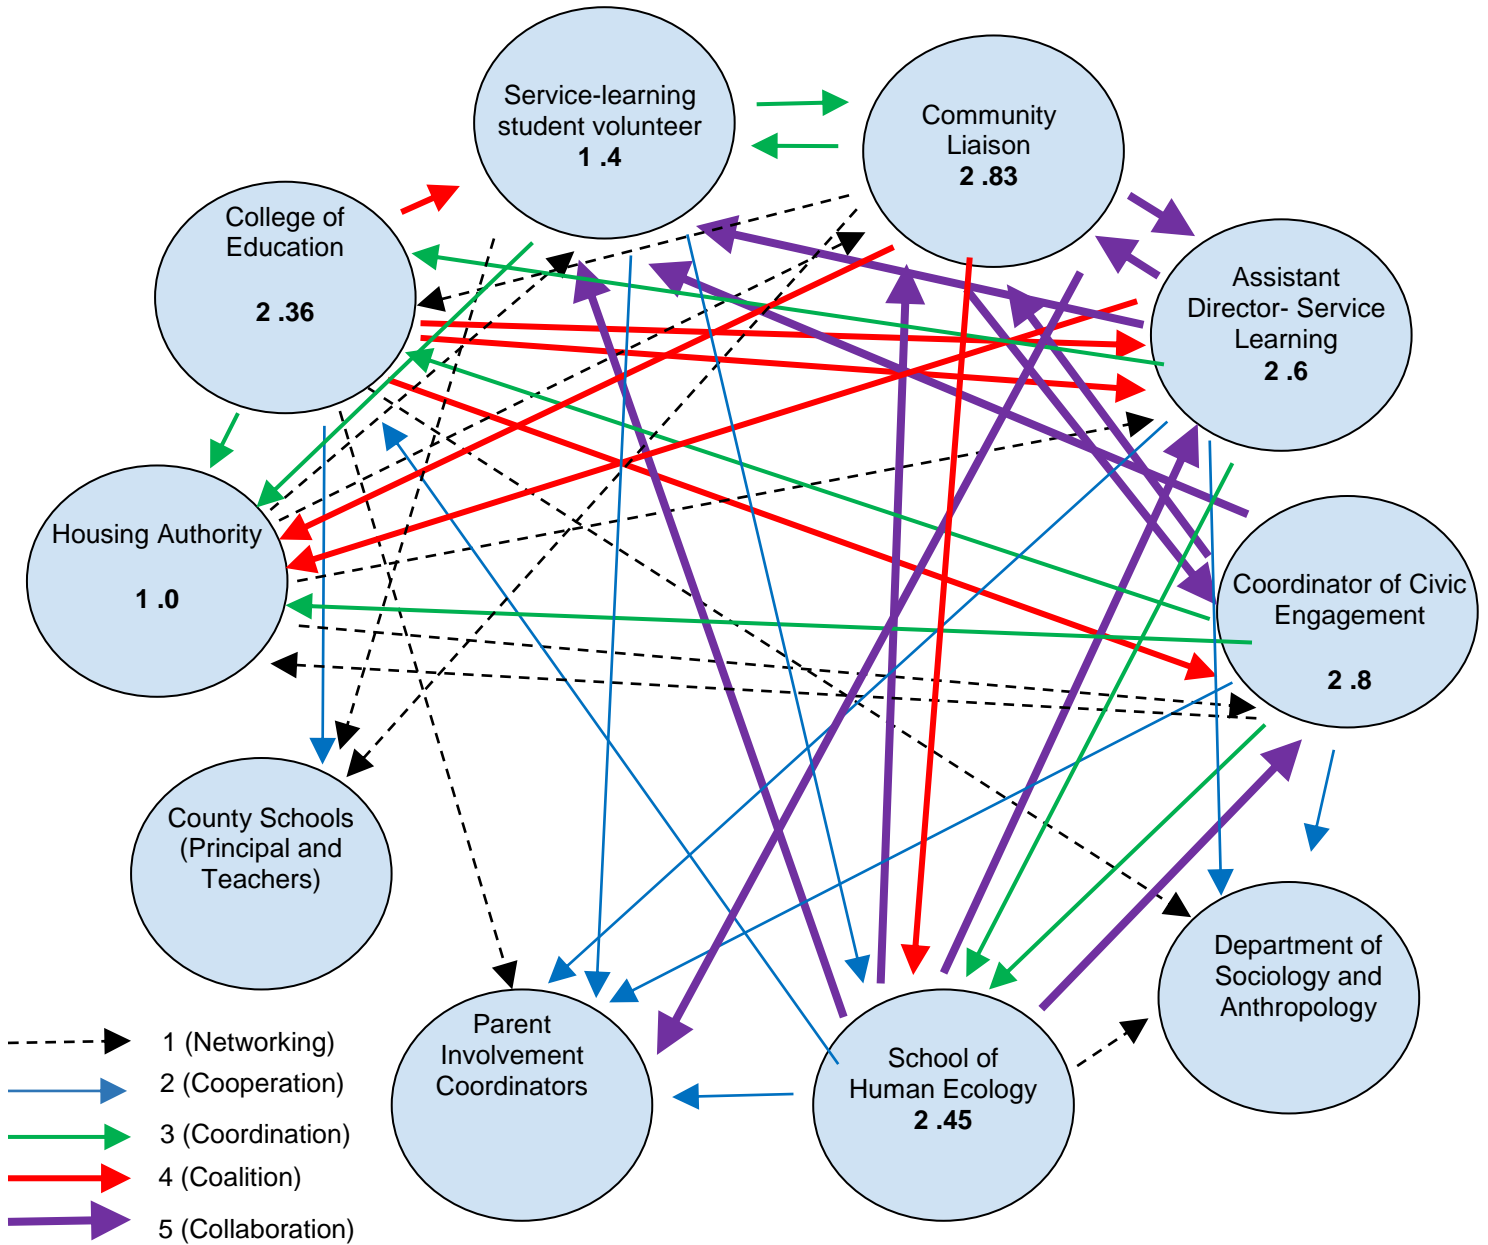 Service-learning
student volunteer
1 .4
Community
Liaison
2 .83
College of
Education
2 .36
Assistant
Director- Service
Learning
2 .6
Housing Authority
1 .0
Coordinator of Civic
Engagement
2 .8
County Schools
(Principal and
Teachers)
Department of
Sociology and
Anthropology
Parent
Involvement
Coordinators
School of
Human Ecology
2 .45
1 (Networking)
2 (Cooperation)
3 (Coordination)
4 (Coalition)
5 (Collaboration)